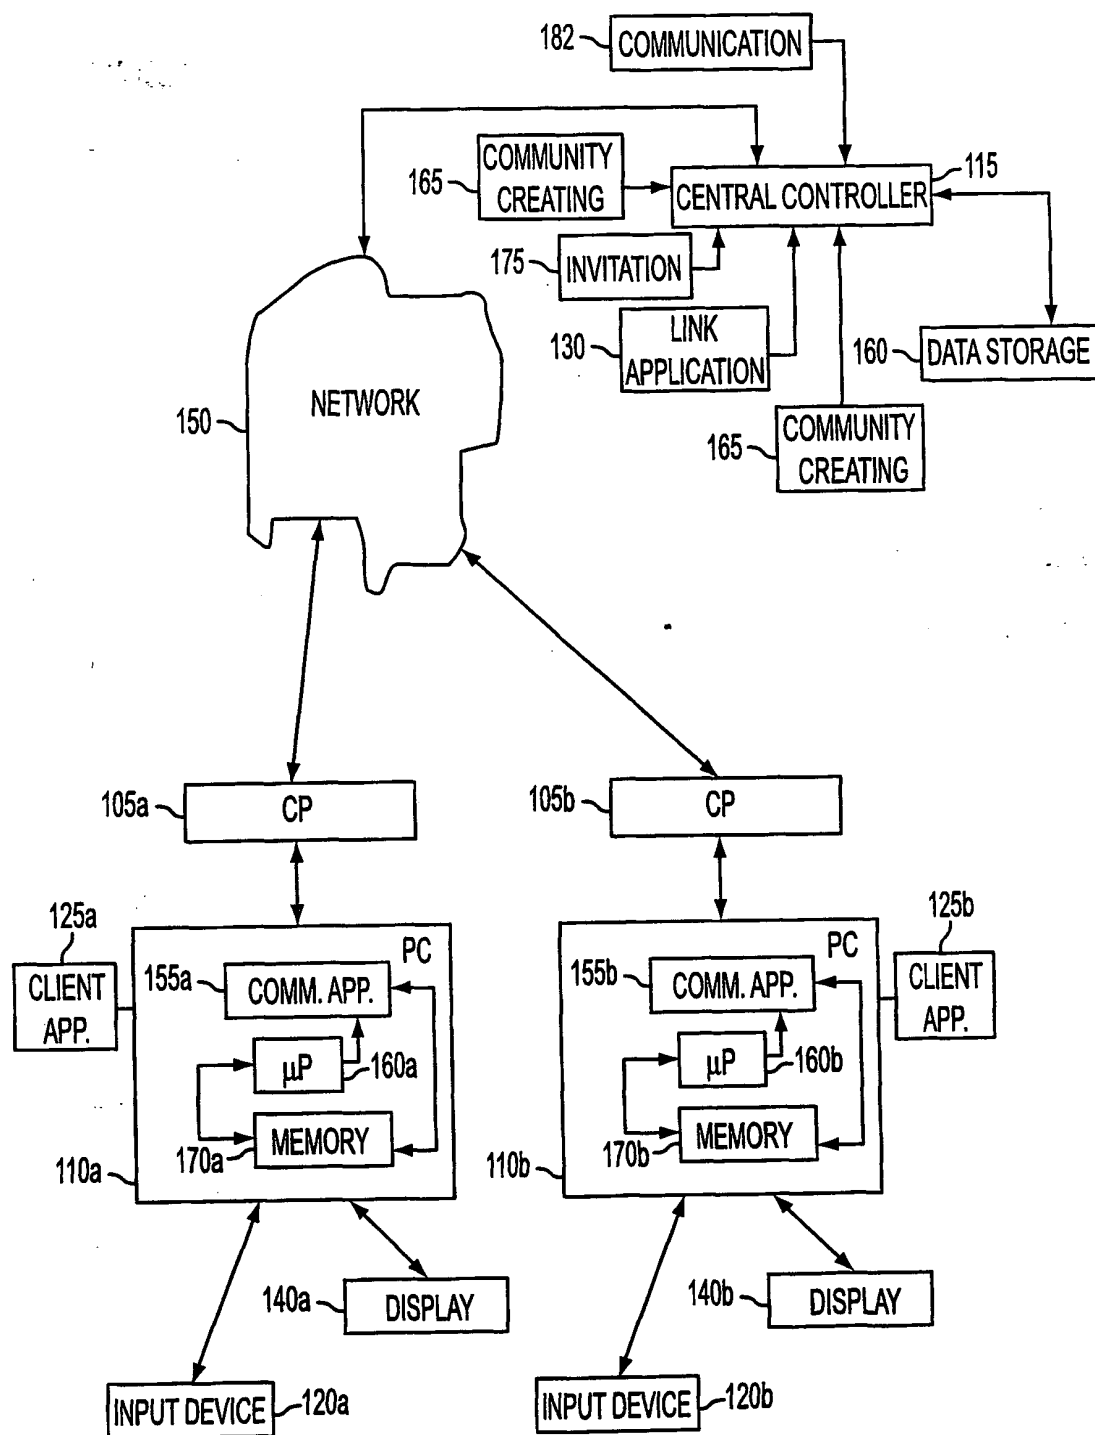 182 COMMUNICATION
COMMUNITY
CREATING
165
CENTRAL CONTROLLER
115
175 INVITATION
130
LINK
APPLICATION
160 DATA STORAGE
165
COMMUNITY
CREATING
NETWORK
150
105a CP
105b CP
125a
CLIENT
APP.
PC
155a COMM. APP.
μP 160a
MEMORY
170a
110a
125b
CLIENT
APP.
PC
155b COMM. APP.
μP 160b
MEMORY
170b
110b
140a DISPLAY
140b DISPLAY
INPUT DEVICE 120a
INPUT DEVICE 120b